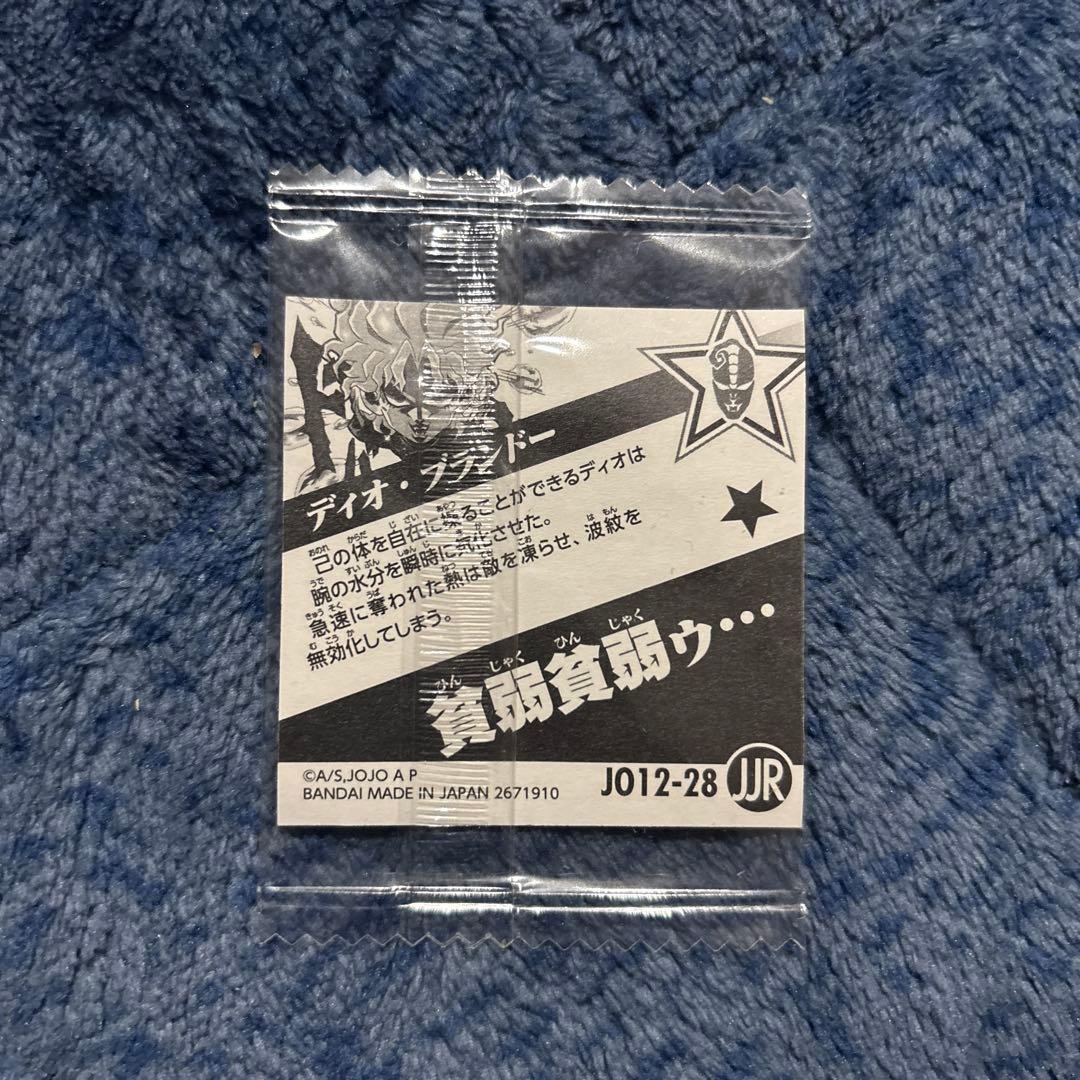 ディオ・ブランドー
己の体を自在に操ることができるディオは
腕の水分を瞬時に気化させた。
急速に奪われた熱は敵を凍らせ、波紋を
無効化してしまう。
貧弱貧弱ゥ…
©A/S,JOJO A P
BANDAI MADE IN JAPAN 2671910
JO12-28 JJR